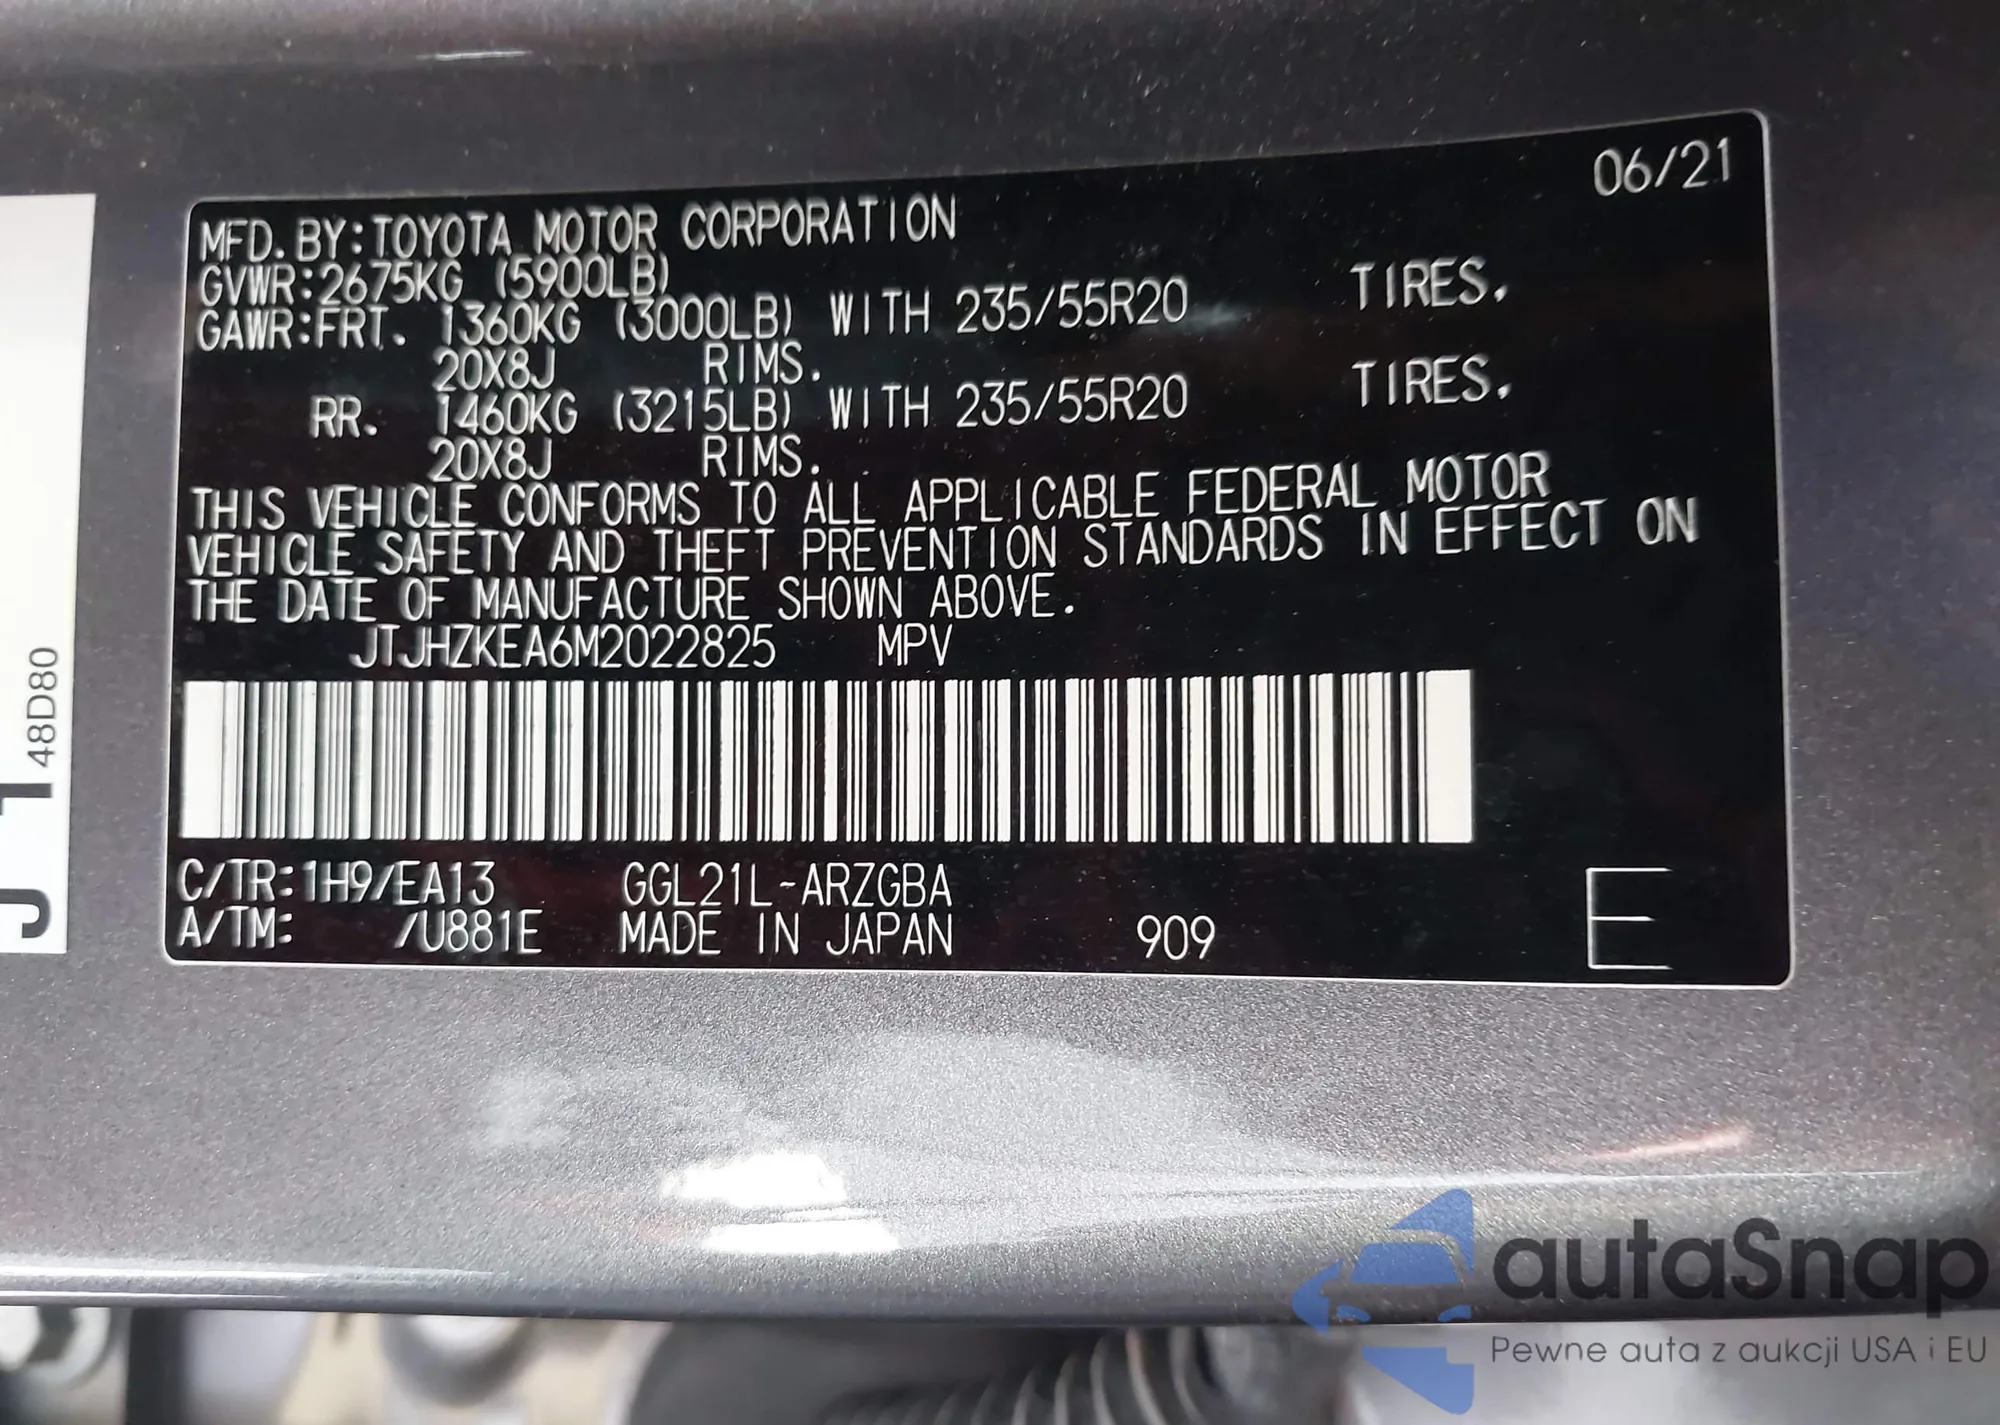 06/21
MFD. BY:TOYOTA MOTOR CORPORATION
GVWR:2675KG (5900LB)
GAWR:FRT. 1360KG (3000LB) WITH 235/55R20 TIRES.
20X8J RIMS.
RR. 1460KG (3215LB) WITH 235/55R20 TIRES.
20X8J RIMS.
THIS VEHICLE CONFORMS TO ALL APPLICABLE FEDERAL MOTOR
VEHICLE SAFETY AND THEFT PREVENTION STANDARDS IN EFFECT ON
THE DATE OF MANUFACTURE SHOWN ABOVE.
JTJHZKEA6M2022825 MPV
C/TR:1H9/EA13 GGL21L-ARZGBA
A/TM: /U881E MADE IN JAPAN 909 E
48D80
autaSnap
Pewne auta z aukcji USA i EU